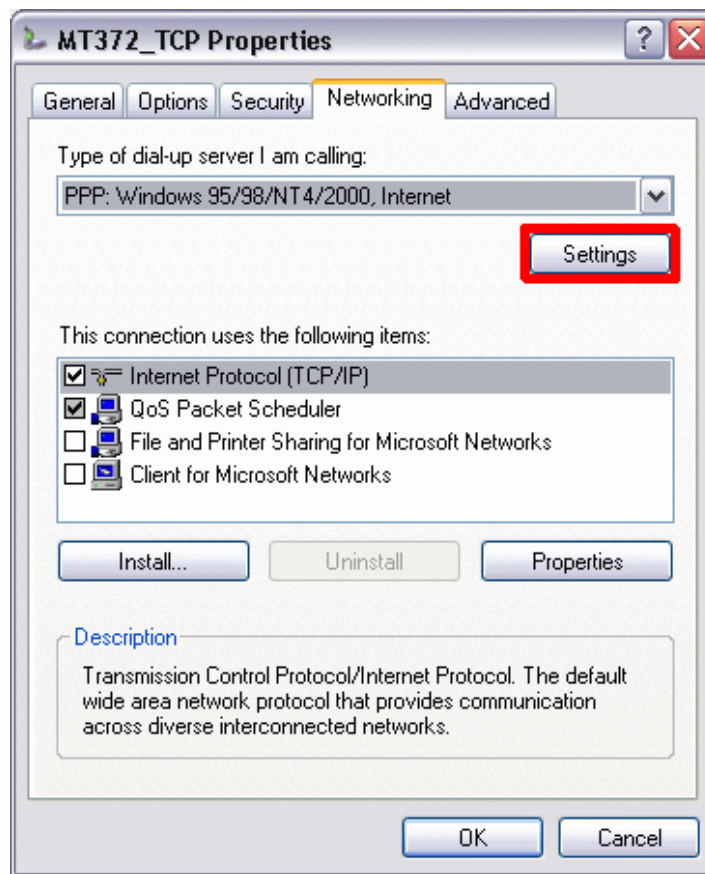 MT372_TCP Properties
General Options Security Networking Advanced
Type of dial-up server I am calling:
PPP: Windows 95/98/NT4/2000, Internet
Settings
This connection uses the following items:
Internet Protocol (TCP/IP)
QoS Packet Scheduler
File and Printer Sharing for Microsoft Networks
Client for Microsoft Networks
Install... Uninstall Properties
Description
Transmission Control Protocol/Internet Protocol. The default
wide area network protocol that provides communication
across diverse interconnected networks.
OK Cancel